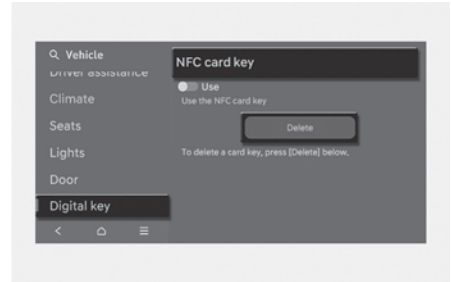 Vehicle
Driver assistance
Climate
Seats
Lights
Door
Digital key
NFC card key
Use
Use the NFC card key
Delete
To delete a card key, press [Delete] below.